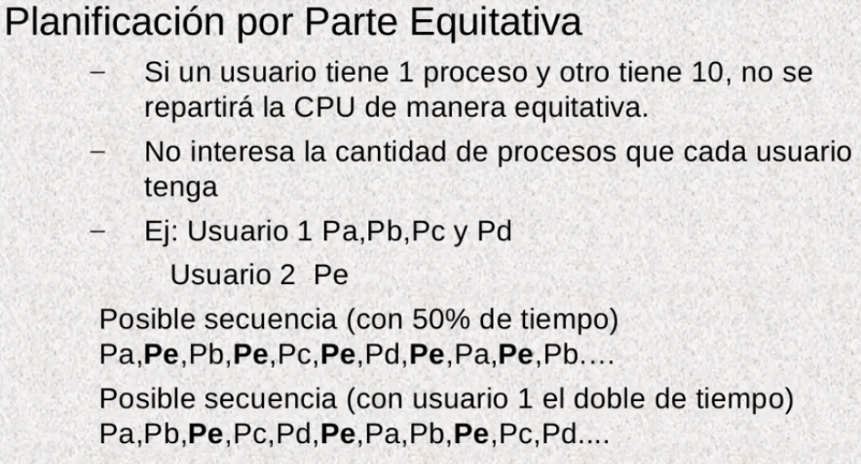 Planificación por Parte Equitativa
– Si un usuario tiene 1 proceso y otro tiene 10, no se
repartirá la CPU de manera equitativa.
– No interesa la cantidad de procesos que cada usuario
tenga
– Ej: Usuario 1 Pa,Pb,Pc y Pd
Usuario 2 Pe
Posible secuencia (con 50% de tiempo)
Pa,Pe,Pb,Pe,Pc,Pe,Pd,Pe,Pa,Pe,Pb....
Posible secuencia (con usuario 1 el doble de tiempo)
Pa,Pb,Pe,Pc,Pd,Pe,Pa,Pb,Pe,Pc,Pd....